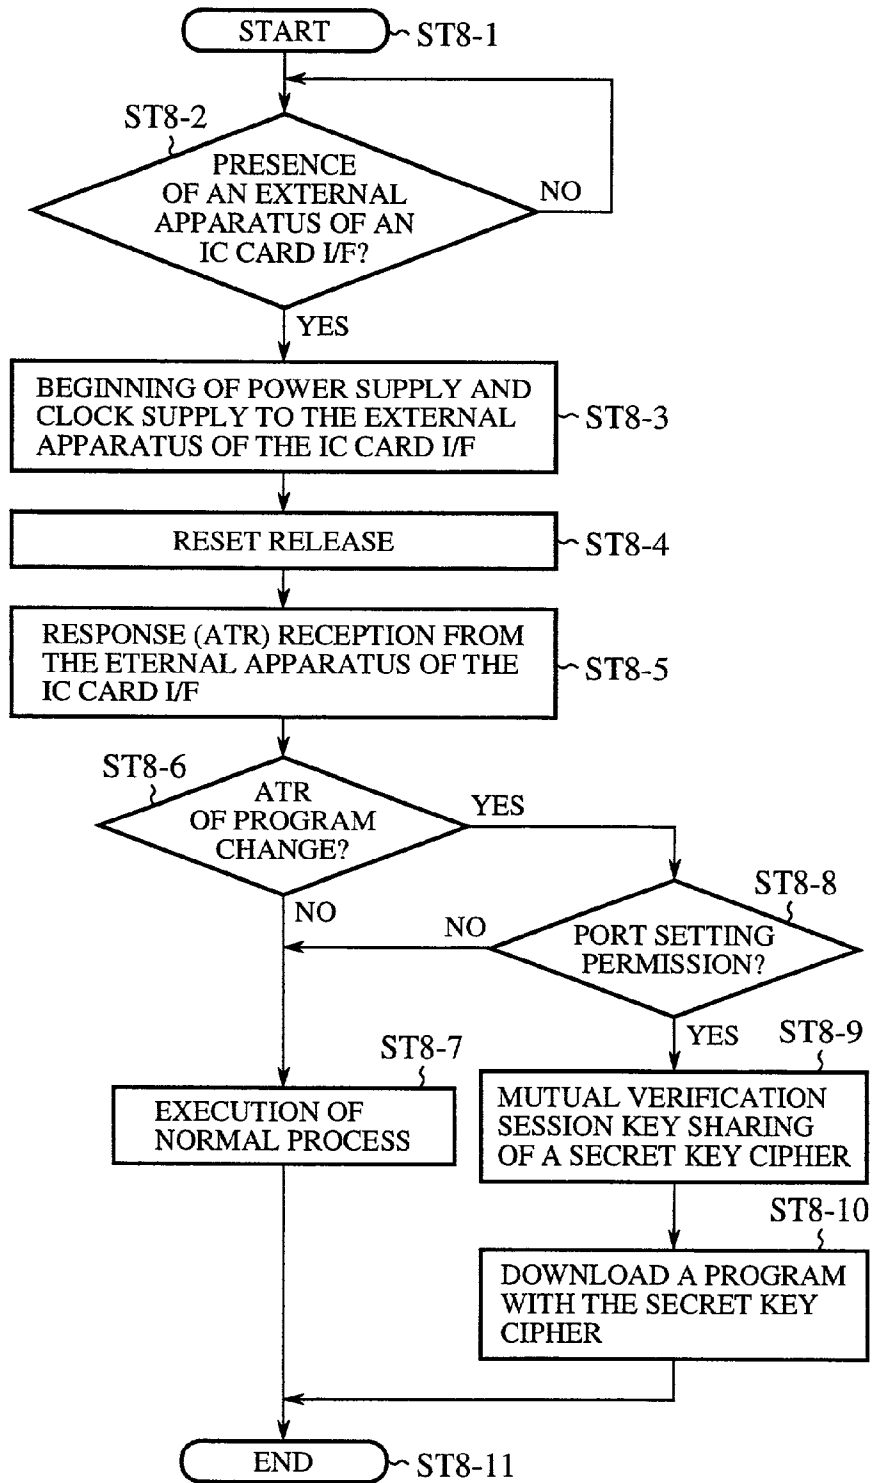 START
ST8-1
ST8-2
PRESENCE
OF AN EXTERNAL
APPARATUS OF AN
IC CARD I/F?
NO
YES
BEGINNING OF POWER SUPPLY AND
CLOCK SUPPLY TO THE EXTERNAL
APPARATUS OF THE IC CARD I/F
ST8-3
RESET RELEASE
ST8-4
RESPONSE (ATR) RECEPTION FROM
THE ETERNAL APPARATUS OF THE
IC CARD I/F
ST8-5
ST8-6
ATR
OF PROGRAM
CHANGE?
YES
NO
ST8-8
PORT SETTING
PERMISSION?
NO
YES
ST8-7
EXECUTION OF
NORMAL PROCESS
ST8-9
MUTUAL VERIFICATION
SESSION KEY SHARING
OF A SECRET KEY CIPHER
ST8-10
DOWNLOAD A PROGRAM
WITH THE SECRET KEY
CIPHER
END
ST8-11